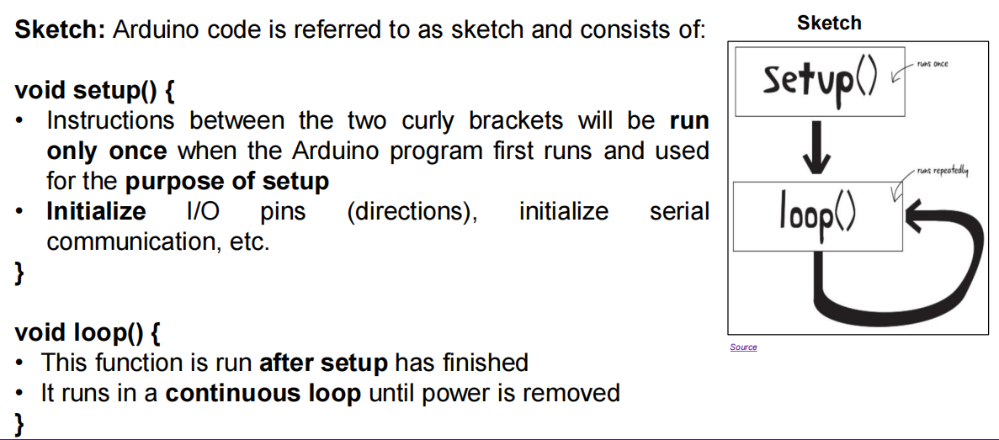 Sketch: Arduino code is referred to as sketch and consists of:
void setup() {
• Instructions between the two curly brackets will be run
only once when the Arduino program first runs and used
for the purpose of setup
• Initialize I/O pins (directions), initialize serial
communication, etc.
}
void loop() {
• This function is run after setup has finished
• It runs in a continuous loop until power is removed
}
Sketch
setup()
runs once
runs repeatedly
loop()
Source